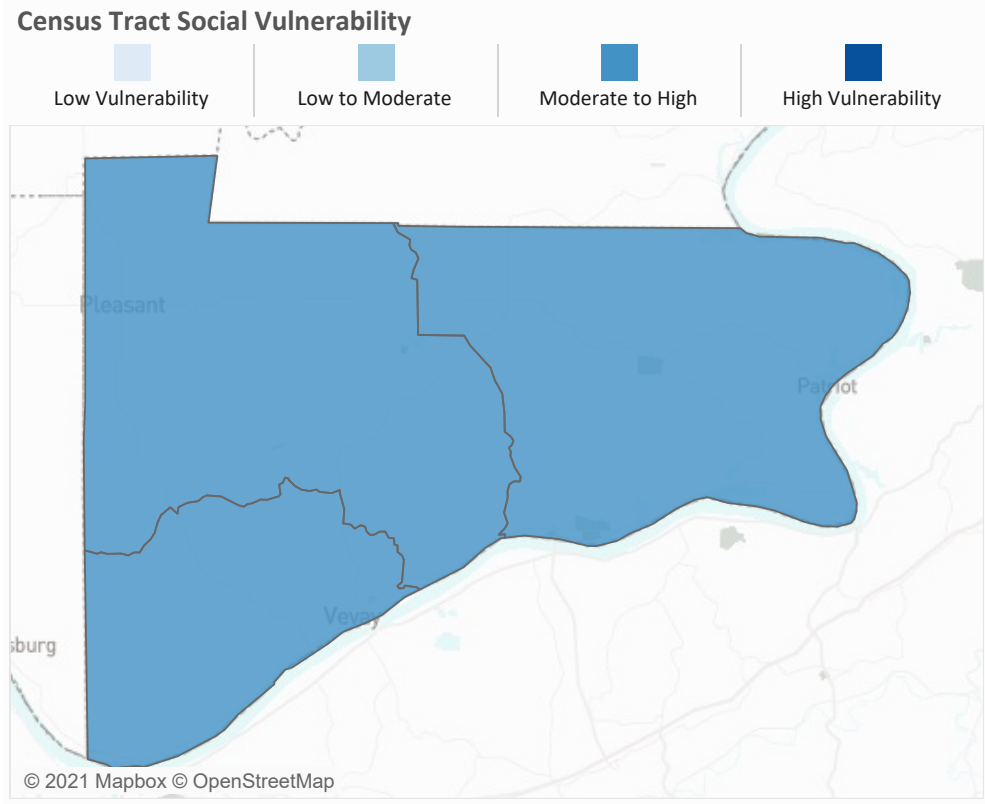 Census Tract Social Vulnerability
Low Vulnerability
Low to Moderate
Moderate to High
High Vulnerability
Pleasant
Patriot
Vevay
sburg
© 2021 Mapbox © OpenStreetMap